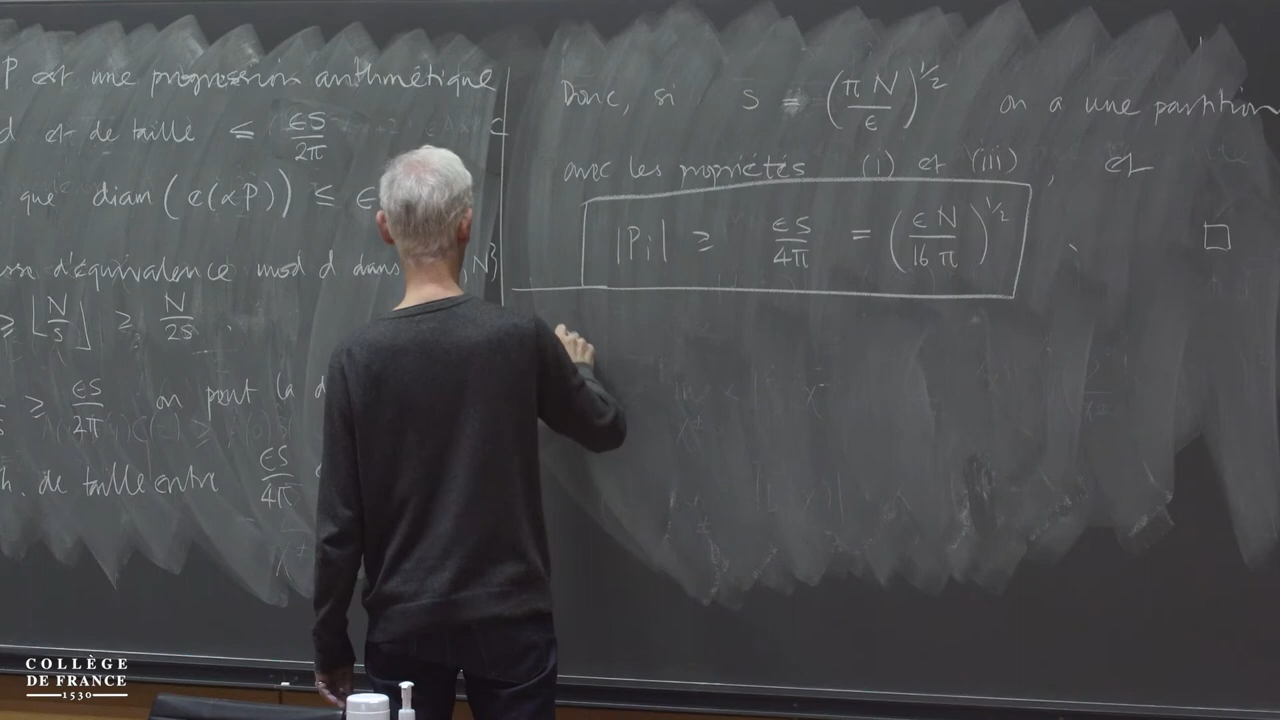 P est une progression arithmétique
d et de taille ≤ ϵS/2π
que diam (e(αP)) ≤ ϵ
d'équivalence mod d dans N}
≥ ⌊N/s⌋ ≥ N/2s .
≥ ϵS/2π on peut la d
h. de taille entre ϵS/4π
Donc, si S = (πN/ϵ)^{1/2} on a une partition
avec les propriétés (i) et (iii), et
|Pi| ≥ ϵS/4π = (ϵN/16π)^{1/2} . □
COLLÈGE
DE FRANCE
1530